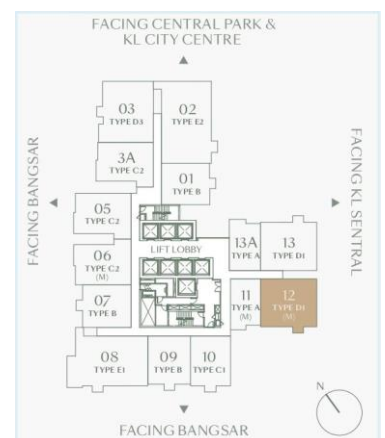 FACING CENTRAL PARK &
KL CITY CENTRE
03
TYPE D3
02
TYPE E2
3A
TYPE C2
01
TYPE B
FACING BANGSAR
FACING KL SENTRAL
05
TYPE C2
LIFT LOBBY
13A
TYPE A
13
TYPE D1
06
TYPE C2
(M)
07
TYPE B
11
TYPE A
(M)
12
TYPE D1
(M)
08
TYPE E1
09
TYPE B
10
TYPE C1
N
FACING BANGSAR